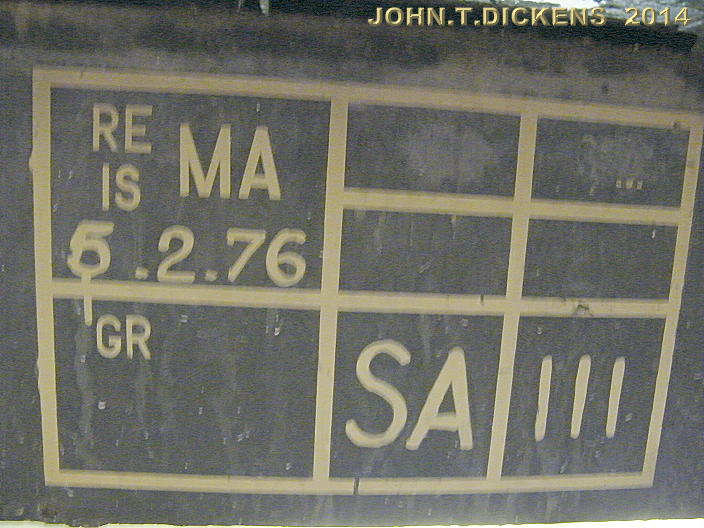 JOHN.T.DICKENS 2014
RE MA
IS
5.2.76
GR
SA III